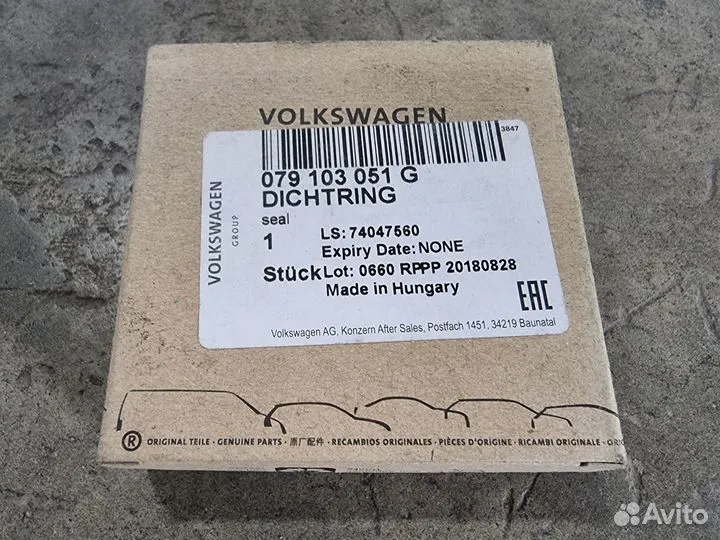 VOLKSWAGEN
3847
079 103 051 G
DICHTRING
seal
1
LS: 74047560
Expiry Date: NONE
Stück Lot: 0660 RPPP 20180828
Made in Hungary
EAC
VOLKSWAGEN
GROUP
Volkswagen AG, Konzern After Sales, Postfach 1451, 34219 Baunatal
® ORIGINAL TEILE · GENUINE PARTS · 原厂配件 · RECAMBIOS ORIGINALES · PIÈCES D'ORIGINE · RICAMBI ORIGINALE · ORIG
Avito